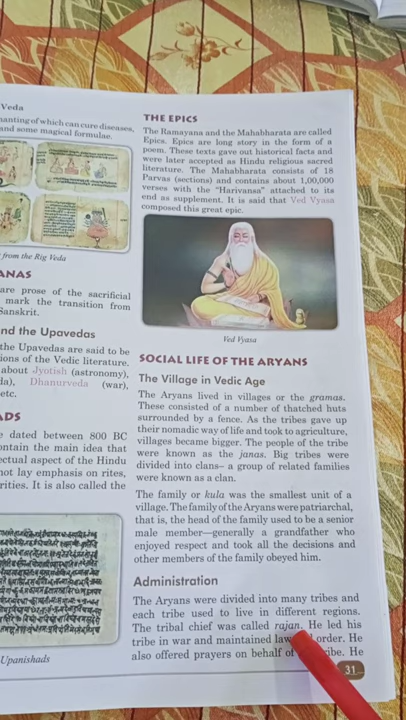 Veda
hanting of which can cure diseases,
and some magical formulae.
from the Rig Veda
ANAS
are prose of the sacrificial
mark the transition from
Sanskrit.
nd the Upavedas
the Upavedas are said to be
ions of the Vedic literature.
about Jyotish (astronomy),
da), Dhanurveda (war),
etc.
ADS
e dated between 800 BC
ontain the main idea that
ectual aspect of the Hindu
not lay emphasis on rites,
rities. It is also called the
Upanishads
THE EPICS
The Ramayana and the Mahabharata are called
Epics. Epics are long story in the form of a
poem. These texts gave out historical facts and
were later accepted as Hindu religious sacred
literature. The Mahabharata consists of 18
Parvas (sections) and contains about 1,00,000
verses with the "Harivansa" attached to its
end as supplement. It is said that Ved Vyasa
composed this great epic.
Ved Vyasa
SOCIAL LIFE OF THE ARYANS
The Village in Vedic Age
The Aryans lived in villages or the gramas.
These consisted of a number of thatched huts
surrounded by a fence. As the tribes gave up
their nomadic way of life and took to agriculture,
villages became bigger. The people of the tribe
were known as the janas. Big tribes were
divided into clans– a group of related families
were known as a clan.
The family or kula was the smallest unit of a
village. The family of the Aryans were patriarchal,
that is, the head of the family used to be a senior
male member—generally a grandfather who
enjoyed respect and took all the decisions and
other members of the family obeyed him.
Administration
The Aryans were divided into many tribes and
each tribe used to live in different regions.
The tribal chief was called rajan. He led his
tribe in war and maintained law order. He
also offered prayers on behalf of ribe. He
31